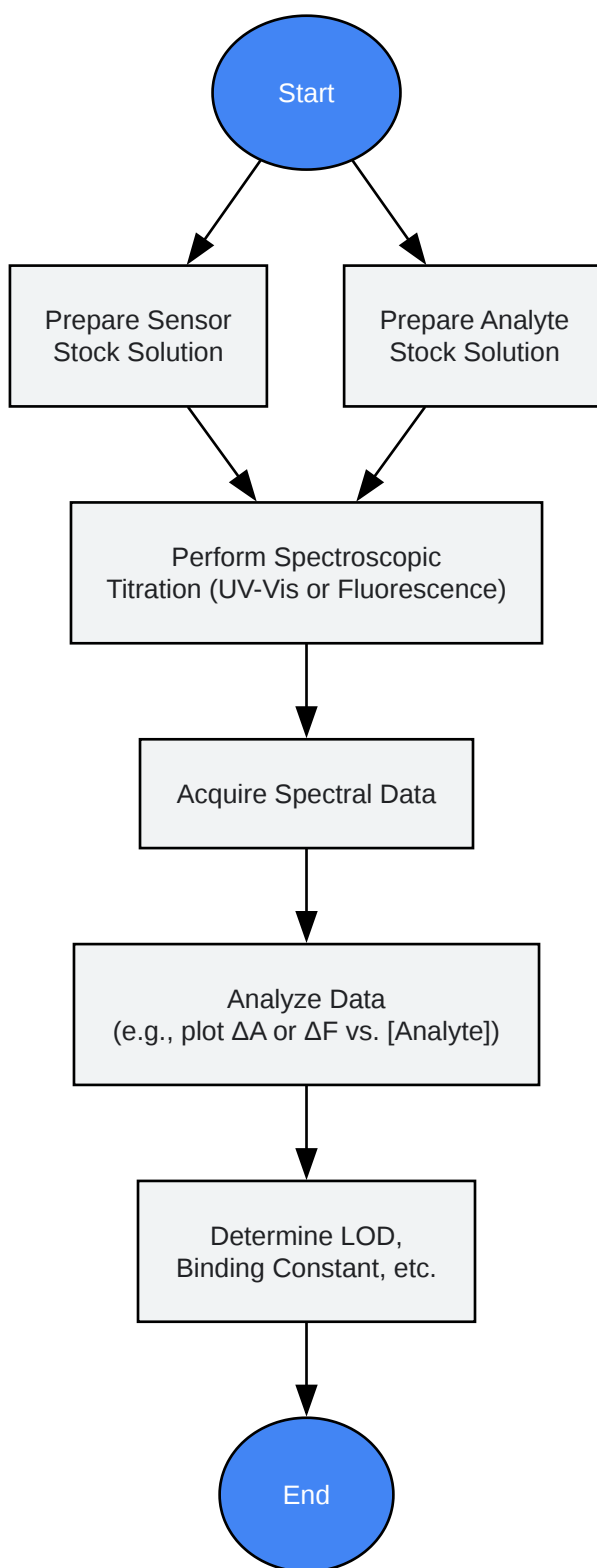 Start
Prepare Sensor
Stock Solution
Prepare Analyte
Stock Solution
Perform Spectroscopic
Titration (UV-Vis or Fluorescence)
Acquire Spectral Data
Analyze Data
(e.g., plot ΔA or ΔF vs. [Analyte])
Determine LOD,
Binding Constant, etc.
End